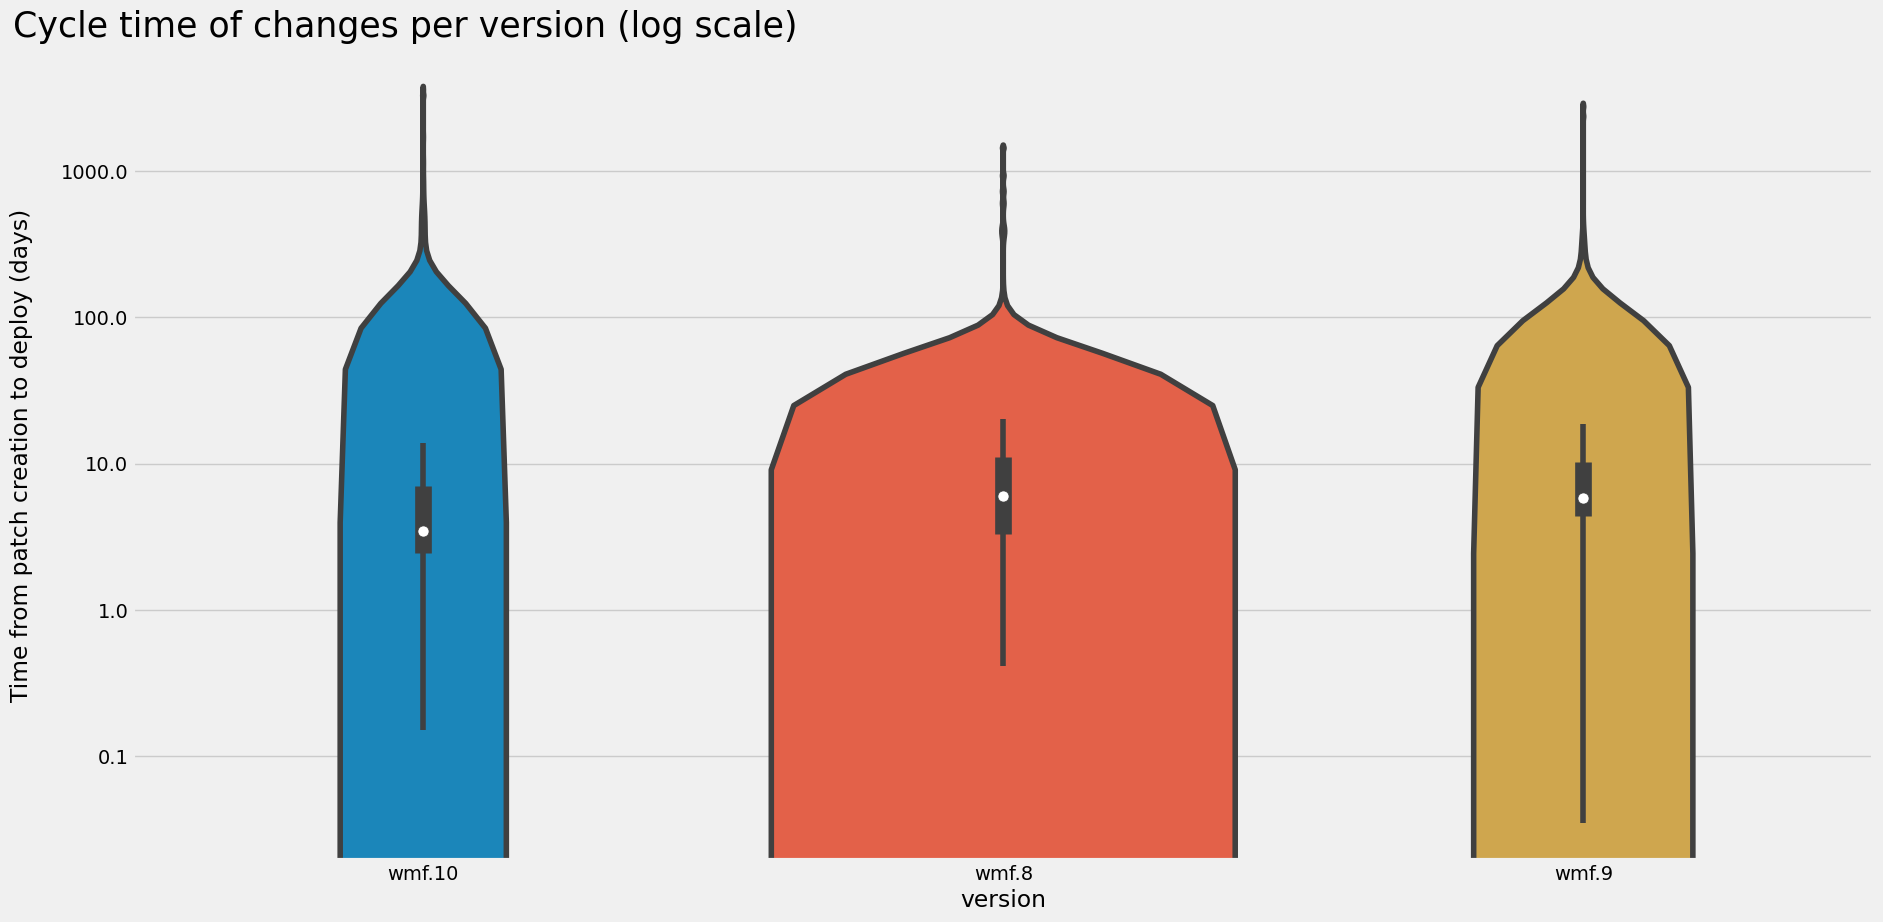 Cycle time of changes per version (log scale)
Time from patch creation to deploy (days)
1000.0
100.0
10.0
1.0
0.1
wmf.10
wmf.8
wmf.9
version